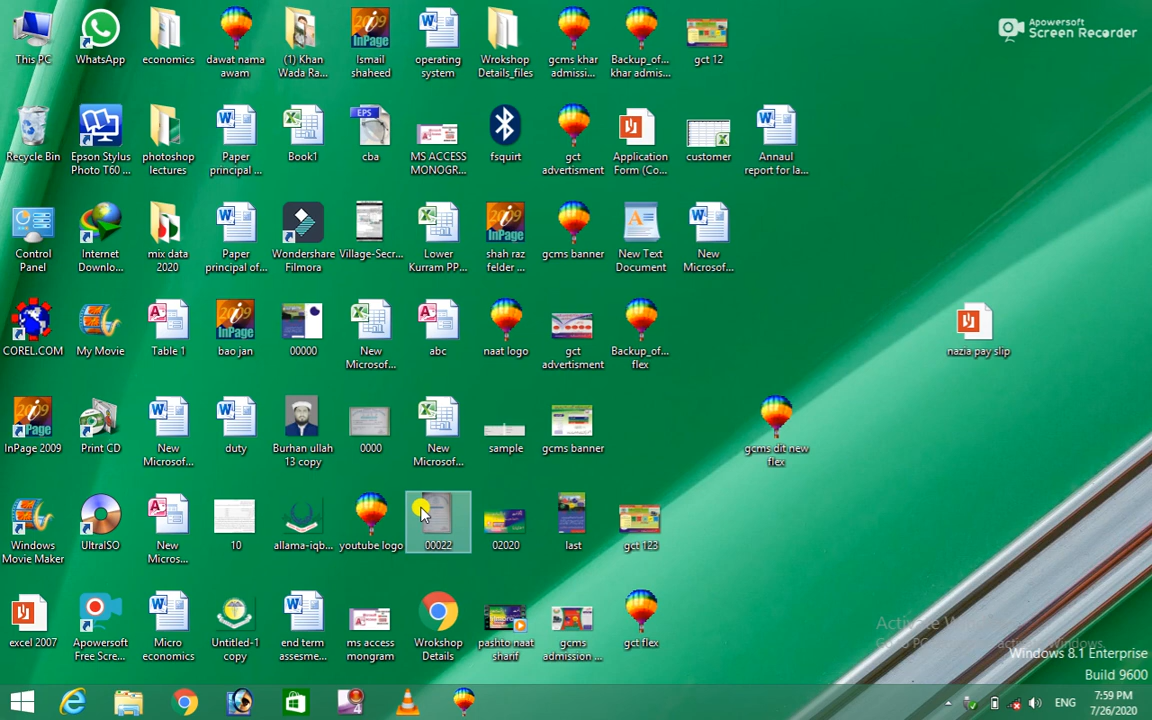 Apowersoft
Screen Recorder
This PC
WhatsApp
economics
dawat nama
awam
(1) Khan
Wada Ra...
Ismail
shaheed
operating
system
Wrokshop
Details_files
gcms khar
admissi...
Backup_of...
khar admis...
gct 12
Recycle Bin
Epson Stylus
Photo T60 ...
photoshop
lectures
Paper
principal ...
Book1
EPS
cba
MS ACCESS
MONOGR...
fsquirt
gct
advertisment
Application
Form (Co...
customer
Annaul
report for la...
Control
Panel
Internet
Downlo...
mix data
2020
Paper
principal of...
Wondershare
Filmora
Village-Secr...
Lower
Kurram PP...
shah raz
felder ...
gcms banner
New Text
Document
New
Microsof...
COREL.COM
My Movie
Table 1
bao jan
00000
New
Microsof...
abc
naat logo
gct
advertisment
Backup_of...
flex
nazia pay slip
InPage 2009
Print CD
New
Microsof...
duty
Burhan ullah
13 copy
0000
New
Microsof...
sample
gcms banner
gcms dit new
flex
Windows
Movie Maker
UltraISO
New
Micros...
10
allama-iqb...
youtube logo
00022
02020
last
gct 123
excel 2007
Apowersoft
Free Scre...
Micro
economics
Untitled-1
copy
end term
assesme...
ms access
mongram
Wrokshop
Details
pashto naat
sharif
gcms
admission ...
gct flex
Windows 8.1 Enterprise
Build 9600
ENG
7:59 PM
7/26/2020